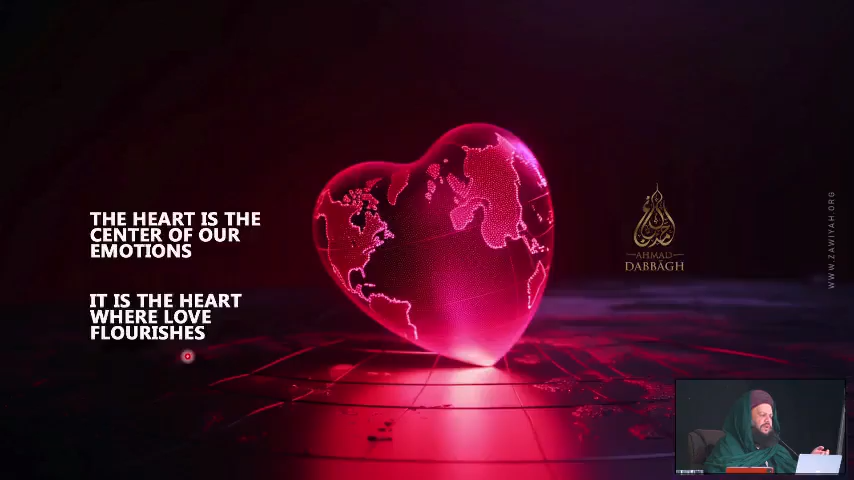 THE HEART IS THE
CENTER OF OUR
EMOTIONS
IT IS THE HEART
WHERE LOVE
FLOURISHES
AHMAD
DABBĀGH
WWW.ZAWIYAH.ORG